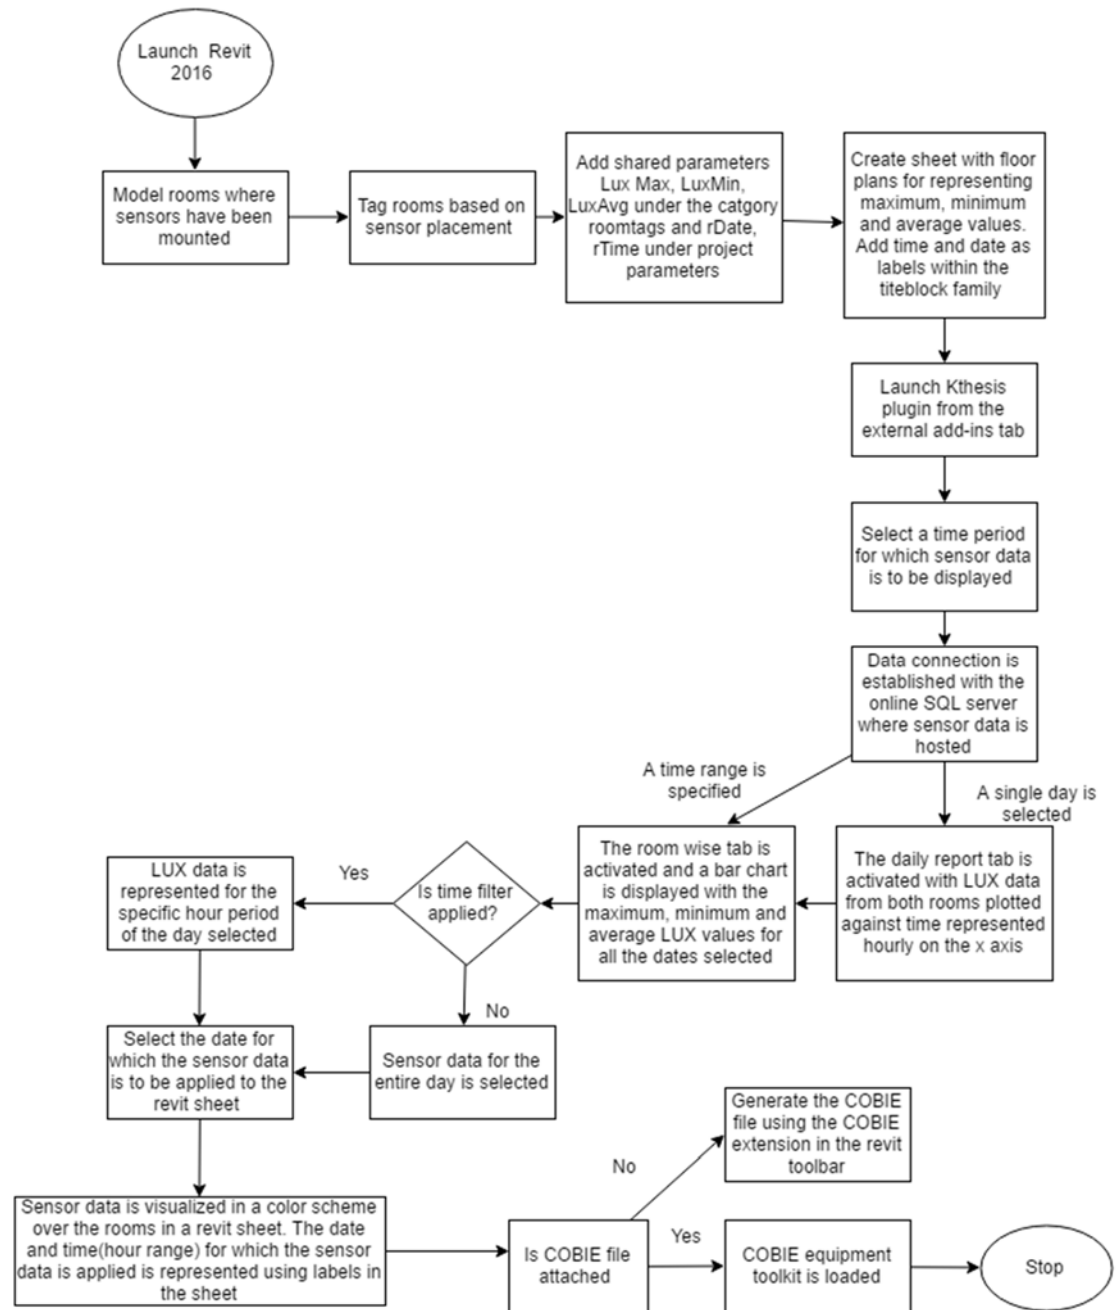 Launch Revit
2016
Model rooms where
sensors have been
mounted
Tag rooms based on
sensor placement
Add shared parameters
Lux Max, LuxMin,
LuxAvg under the catgory
roomtags and rDate,
rTime under project
parameters
Create sheet with floor
plans for representing
maximum, minimum
and average values.
Add time and date as
labels within the
titeblock family
Launch Kthesis
plugin from the
external add-ins tab
Select a time period
for which sensor data
is to be displayed
Data connection is
established with the
online SQL server
where sensor data is
hosted
A time range is
specified
A single day is
selected
The daily report tab is
activated with LUX data
from both rooms plotted
against time represented
hourly on the x axis
The room wise tab is
activated and a bar chart
is displayed with the
maximum, minimum and
average LUX values for
all the dates selected
Is time filter
applied?
Yes
LUX data is
represented for the
specific hour period
of the day selected
No
Sensor data for the
entire day is selected
Select the date for
which the sensor data
is to be applied to the
revit sheet
Sensor data is visualized in a color scheme
over the rooms in a revit sheet. The date
and time(hour range) for which the sensor
data is applied is represented using labels in
the sheet
Is COBIE file
attached
No
Generate the COBIE
file using the COBIE
extension in the revit
toolbar
Yes
COBIE equipment
toolkit is loaded
Stop